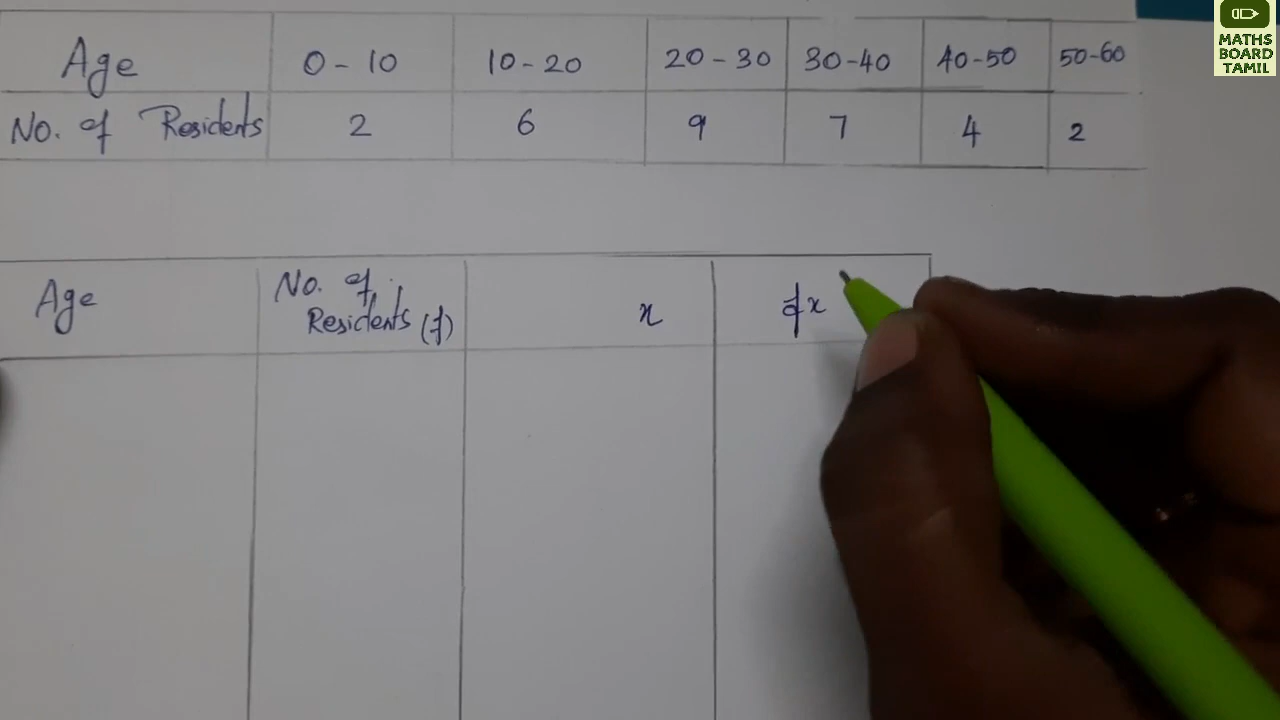 MATHS
BOARD
TAMIL
Age 0-10 10-20 20-30 30-40 40-50 50-60
No. of Residents 2 6 9 7 4 2
Age No. of Residents (f) x fx